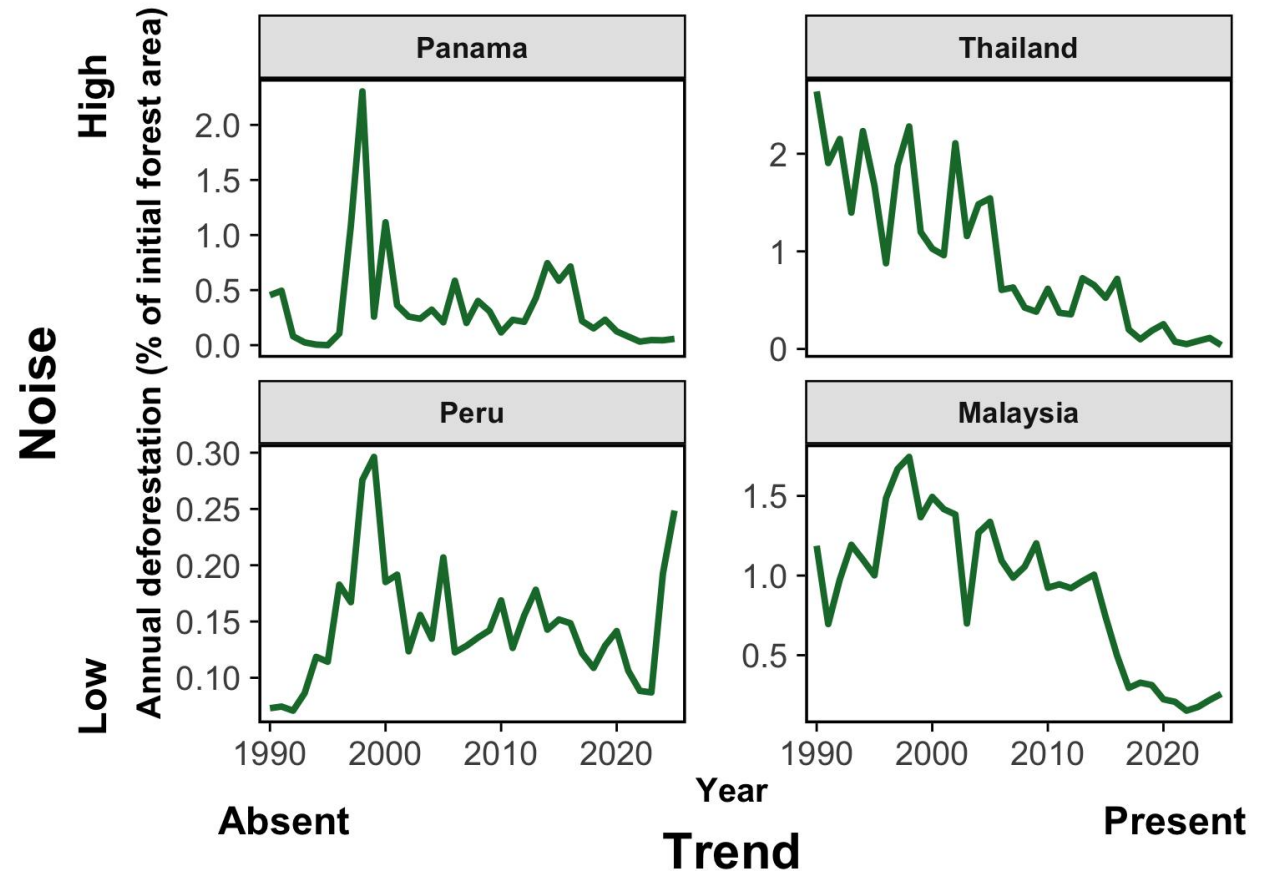 Noise
High
Low
Annual deforestation (% of initial forest area)
Panama
2.0
1.5
1.0
0.5
0.0
Thailand
2
1
0
Peru
0.30
0.25
0.20
0.15
0.10
1990 2000 2010 2020
Malaysia
1.5
1.0
0.5
1990 2000 2010 2020
Year
Absent
Present
Trend